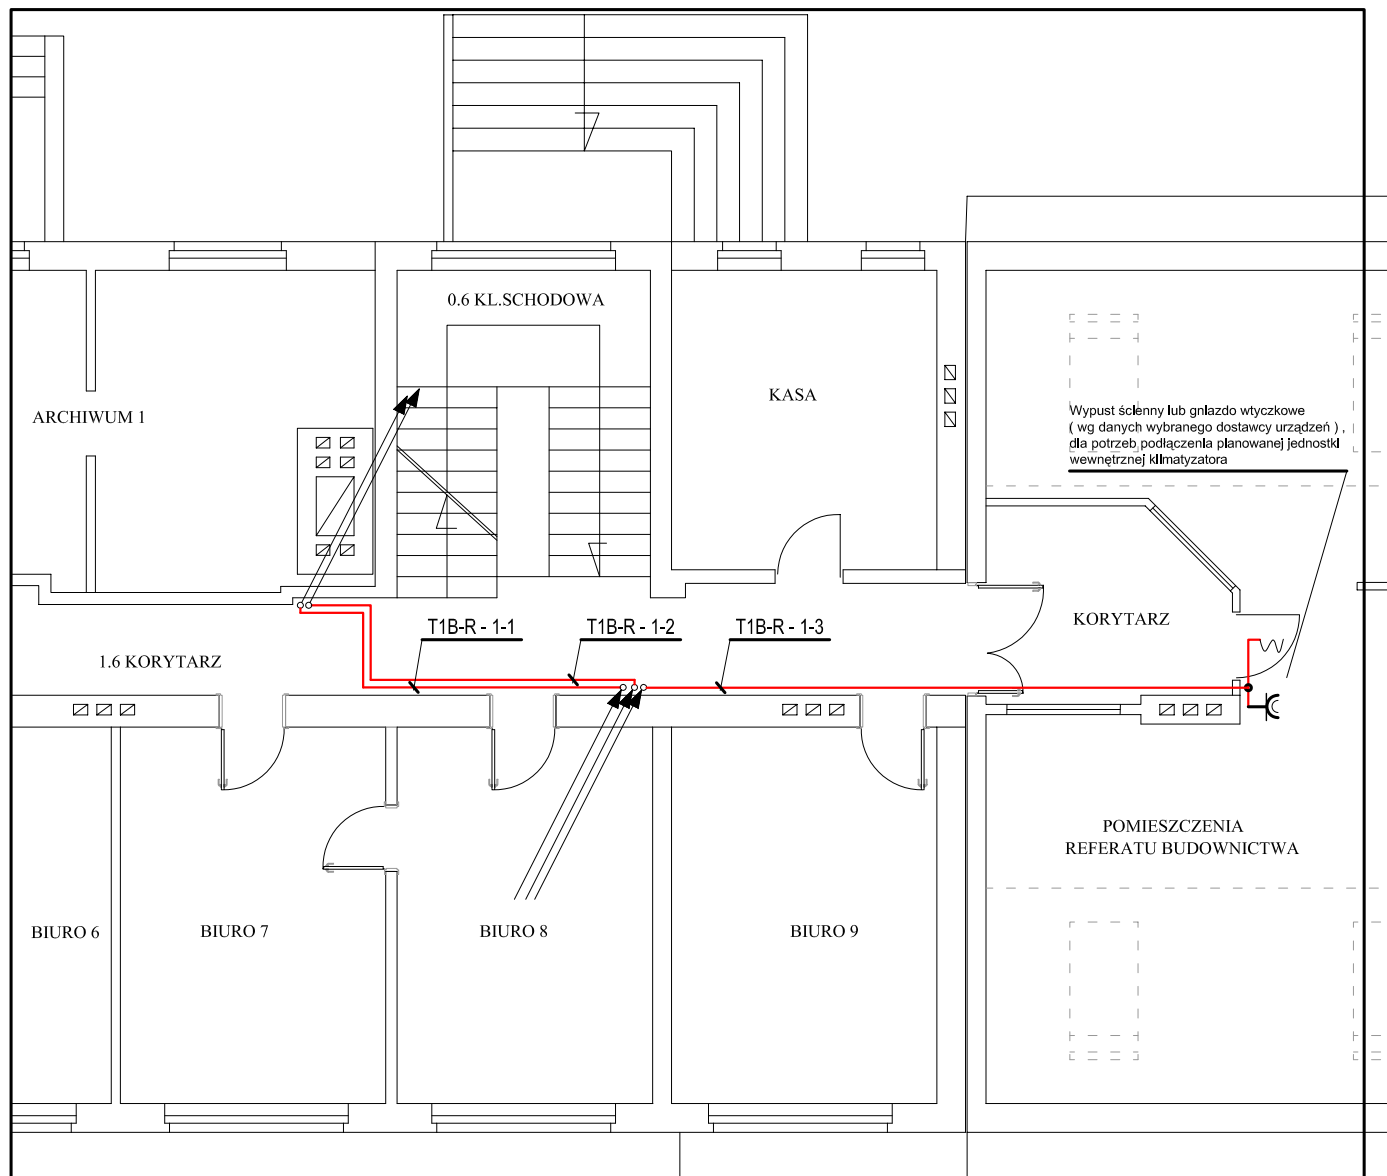 0.6 KL.SCHODOWA
KASA
ARCHIWUM 1
Wypust ścienny lub gniazdo wtyczkowe
( wg danych wybranego dostawcy urządzeń ) ,
dla potrzeb podłączenia planowanej jednostki
wewnętrznej klimatyzatora
T1B-R - 1-1
T1B-R - 1-2
T1B-R - 1-3
KORYTARZ
1.6 KORYTARZ
POMIESZCZENIA
REFERATU BUDOWNICTWA
BIURO 6
BIURO 7
BIURO 8
BIURO 9